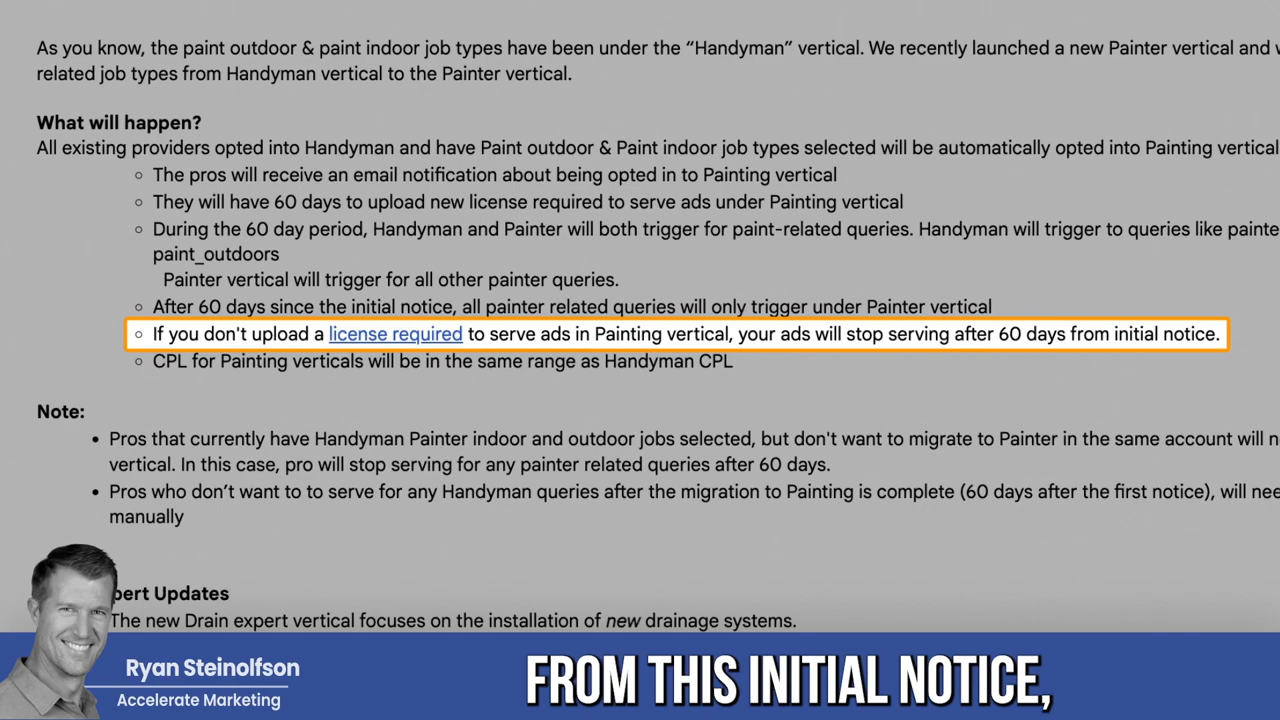 As you know, the paint outdoor & paint indoor job types have been under the “Handyman” vertical. We recently launched a new Painter vertical and
related job types from Handyman vertical to the Painter vertical.
What will happen?
All existing providers opted into Handyman and have Paint outdoor & Paint indoor job types selected will be automatically opted into Painting vertical
◦ The pros will receive an email notification about being opted in to Painting vertical
◦ They will have 60 days to upload new license required to serve ads under Painting vertical
◦ During the 60 day period, Handyman and Painter will both trigger for paint-related queries. Handyman will trigger to queries like
paint_outdoors
Painter vertical will trigger for all other painter queries.
◦ After 60 days since the initial notice, all painter related queries will only trigger under Painter vertical
◦ If you don't upload a license required to serve ads in Painting vertical, your ads will stop serving after 60 days from initial notice.
◦ CPL for Painting verticals will be in the same range as Handyman CPL
Note:
• Pros that currently have Handyman Painter indoor and outdoor jobs selected, but don't want to migrate to Painter in the same account will
vertical. In this case, pro will stop serving for any painter related queries after 60 days.
• Pros who don’t want to to serve for any Handyman queries after the migration to Painting is complete (60 days after the first notice), will
manually
Updates
The new Drain expert vertical focuses on the installation of new drainage systems.
Ryan Steinolfson
Accelerate Marketing
FROM THIS INITIAL NOTICE,